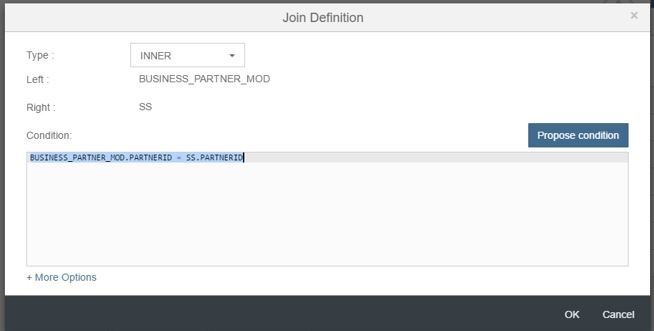 Join Definition ×
Type : INNER
Left : BUSINESS_PARTNER_MOD
Right : SS
Condition: Propose condition
BUSINESS_PARTNER_MOD.PARTNERID = SS.PARTNERID
+ More Options
OK Cancel